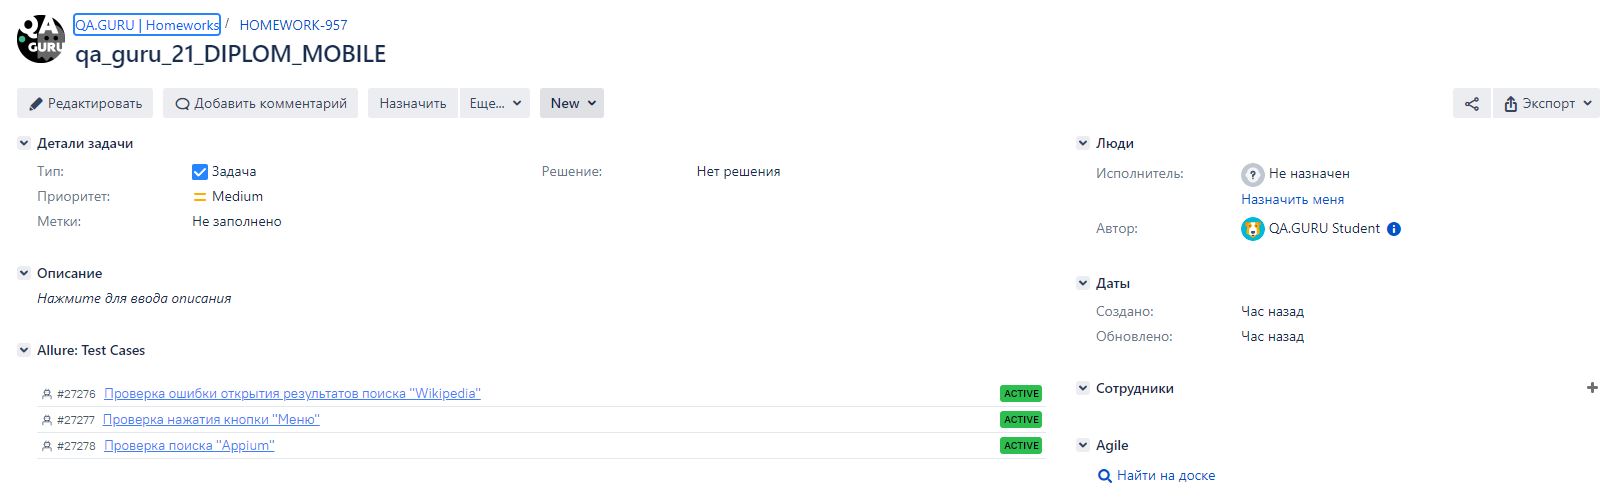 QA
GURU
QA.GURU | Homeworks / HOMEWORK-957
qa_guru_21_DIPLOM_MOBILE
Редактировать Добавить комментарий Назначить Еще... New Экспорт
Детали задачи
Тип: Задача Решение: Нет решения
Приоритет: Medium
Метки: Не заполнено
Описание
Нажмите для ввода описания
Allure: Test Cases
#27276 Проверка ошибки открытия результатов поиска "Wikipedia" ACTIVE
#27277 Проверка нажатия кнопки "Меню" ACTIVE
#27278 Проверка поиска "Appium" ACTIVE
Люди
Исполнитель: Не назначен
Назначить меня
Автор: QA.GURU Student
Даты
Создано: Час назад
Обновлено: Час назад
Сотрудники
Agile
Найти на доске